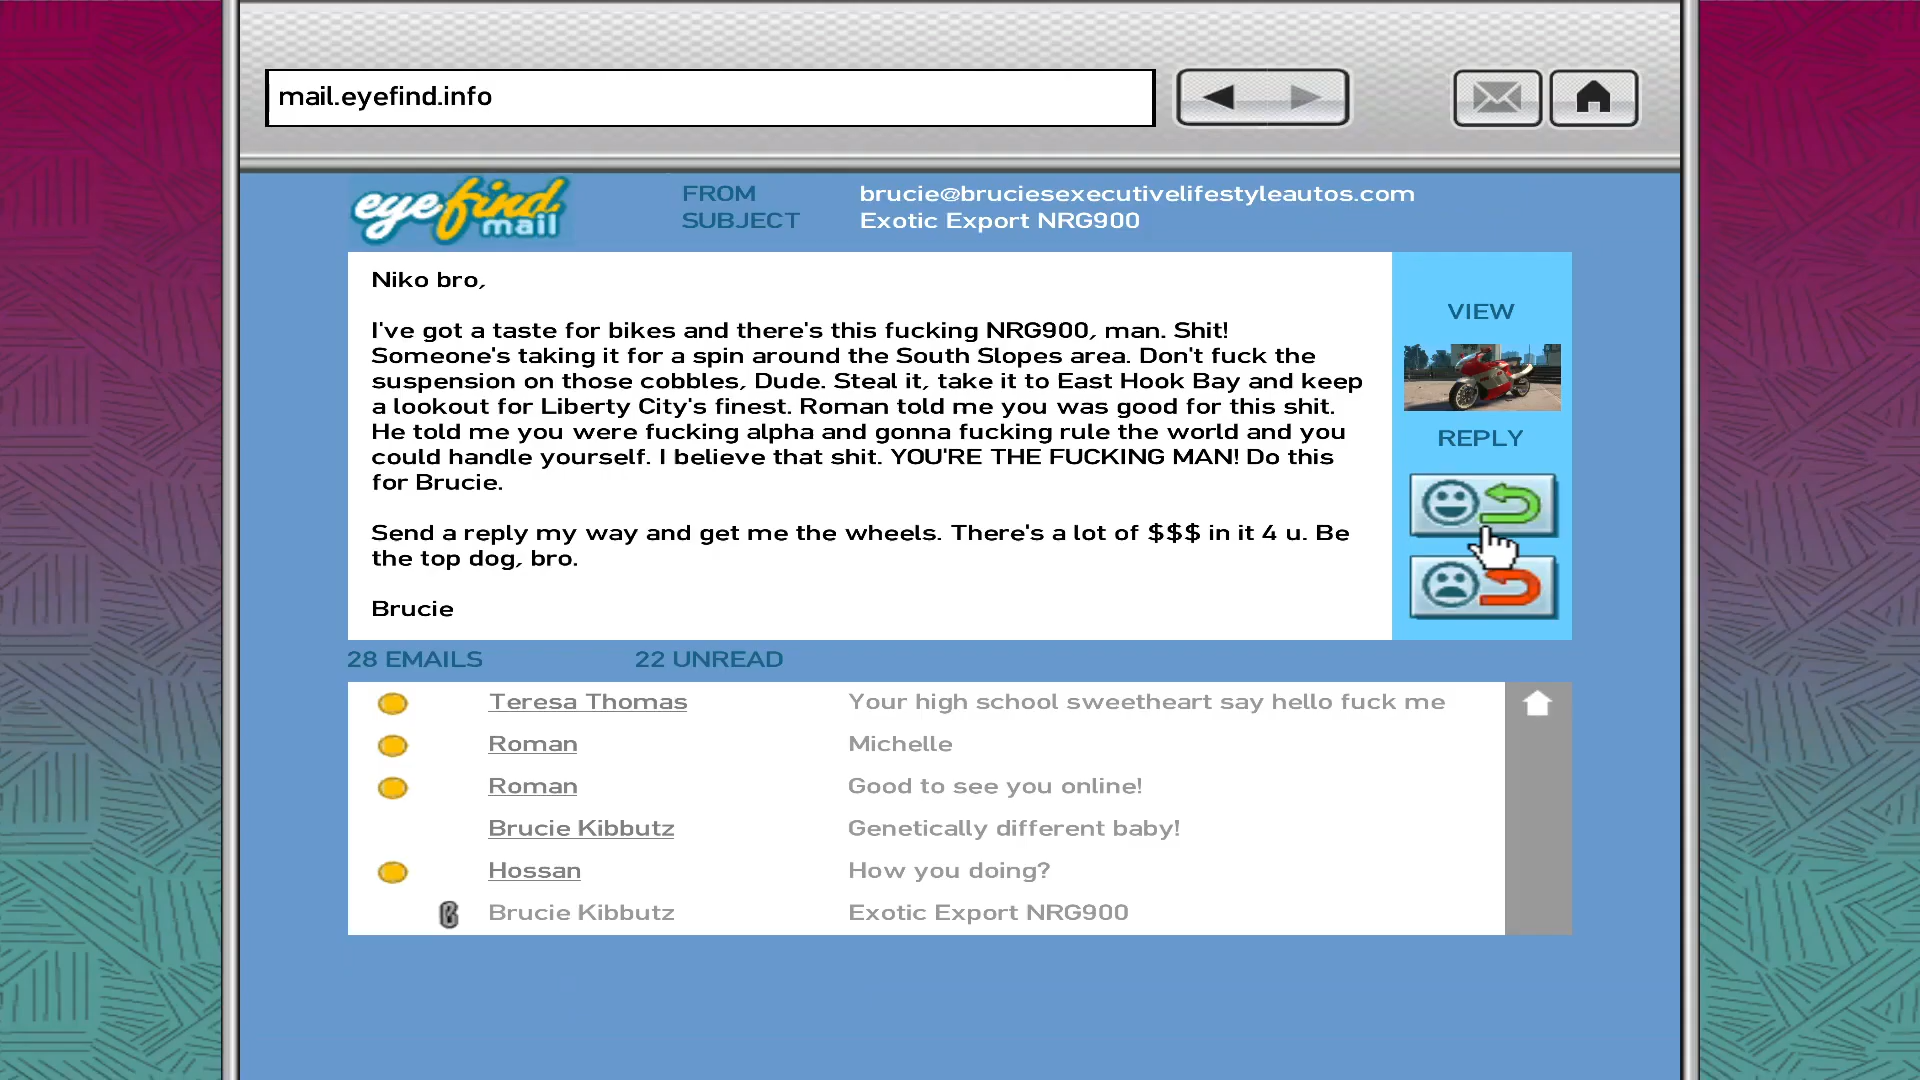 mail.eyefind.info
eyefind mail
FROM brucie@bruciesexecutivelifestyleautos.com
SUBJECT Exotic Export NRG900
Niko bro,
I've got a taste for bikes and there's this fucking NRG900, man. Shit!
Someone's taking it for a spin around the South Slopes area. Don't fuck the
suspension on those cobbles, Dude. Steal it, take it to East Hook Bay and keep
a lookout for Liberty City's finest. Roman told me you was good for this shit.
He told me you were fucking alpha and gonna fucking rule the world and you
could handle yourself. I believe that shit. YOU'RE THE FUCKING MAN! Do this
for Brucie.
Send a reply my way and get me the wheels. There's a lot of $$$ in it 4 u. Be
the top dog, bro.
Brucie
VIEW
REPLY
28 EMAILS 22 UNREAD
Teresa Thomas Your high school sweetheart say hello fuck me
Roman Michelle
Roman Good to see you online!
Brucie Kibbutz Genetically different baby!
Hossan How you doing?
Brucie Kibbutz Exotic Export NRG900